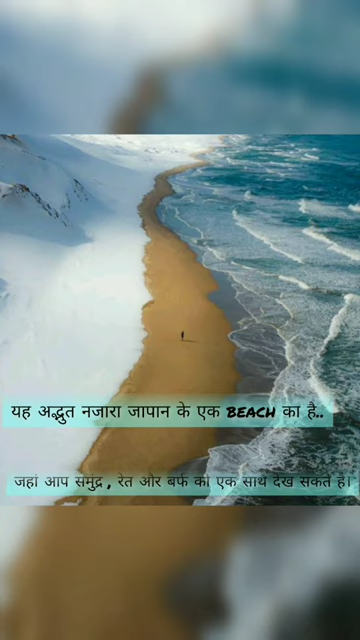 यह अद्भुत नजारा जापान के एक BEACH का है..
जहां आप समुद्र , रेत और बर्फ को एक साथ देख सकते है।